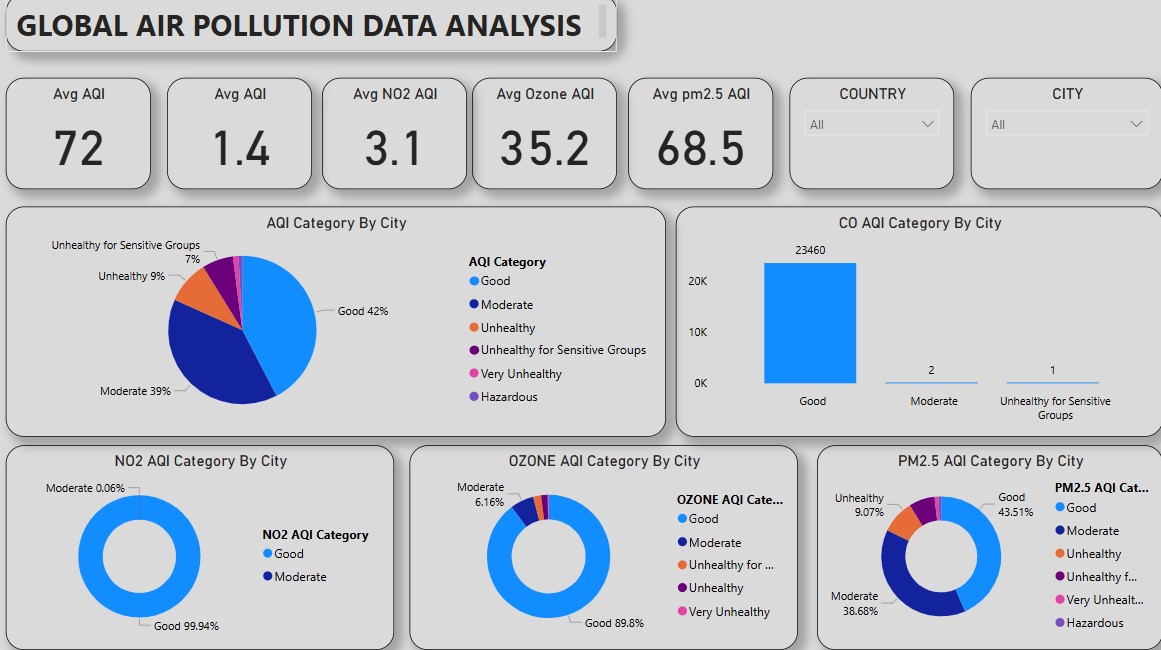 GLOBAL AIR POLLUTION DATA ANALYSIS
Avg AQI
72
Avg AQI
1.4
Avg NO2 AQI
3.1
Avg Ozone AQI
35.2
Avg pm2.5 AQI
68.5
COUNTRY
All
CITY
All
AQI Category By City
Unhealthy for Sensitive Groups
7%
Unhealthy 9%
Good 42%
Moderate 39%
AQI Category
Good
Moderate
Unhealthy
Unhealthy for Sensitive Groups
Very Unhealthy
Hazardous
CO AQI Category By City
23460
20K
10K
2
1
0K
Good
Moderate
Unhealthy for Sensitive
Groups
NO2 AQI Category By City
Moderate 0.06%
Good 99.94%
NO2 AQI Category
Good
Moderate
OZONE AQI Category By City
Moderate
6.16%
Good 89.8%
OZONE AQI Cate...
Good
Moderate
Unhealthy for ...
Unhealthy
Very Unhealthy
PM2.5 AQI Category By City
Unhealthy
9.07%
Good
43.51%
Moderate
38.68%
PM2.5 AQI Cat...
Good
Moderate
Unhealthy
Unhealthy f...
Very Unhealt...
Hazardous